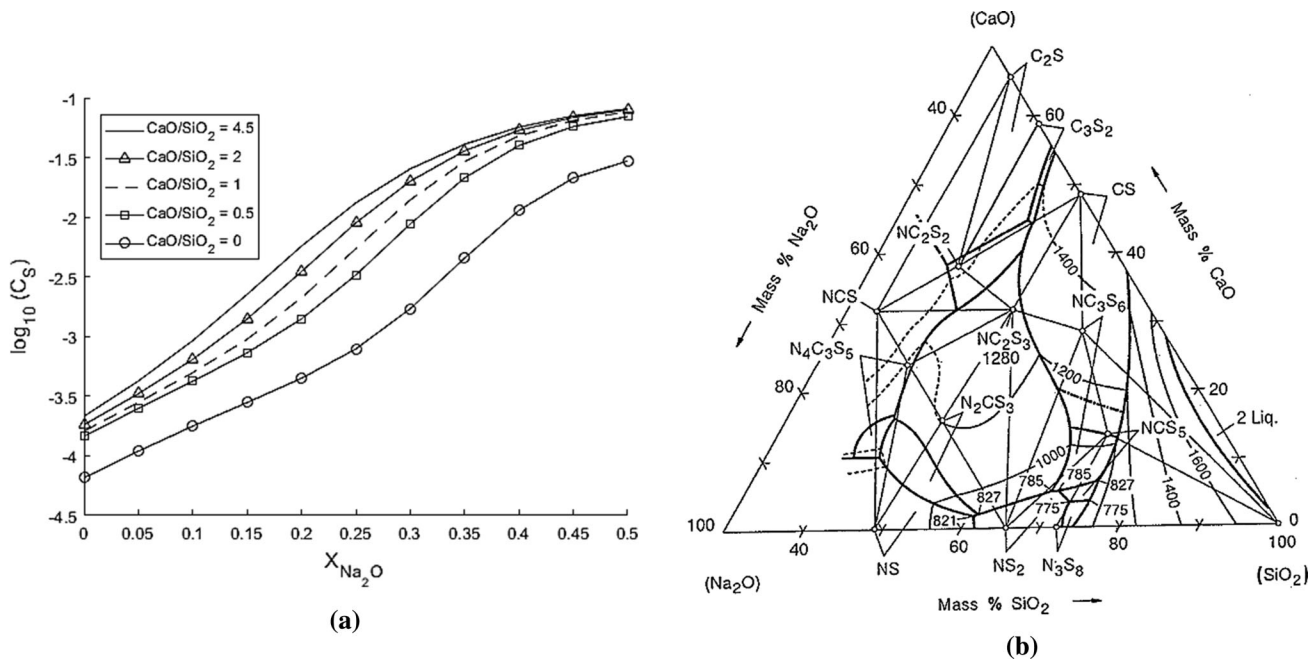 -1
-1.5
-2
-2.5
-3
-3.5
-4
-4.5
log10 (CS)
CaO/SiO2 = 4.5
CaO/SiO2 = 2
CaO/SiO2 = 1
CaO/SiO2 = 0.5
CaO/SiO2 = 0
0 0.05 0.1 0.15 0.2 0.25 0.3 0.35 0.4 0.45 0.5
XNa2O
(a)
(CaO)
C2S
40
60
C3S2
Mass % Na2O
Mass % CaO
CS
NC2S2
60
1400
40
NCS
NC3S6
NC2S3
N4C3S5
1280
80
1200
20
N2CS3
2 Liq.
NCS5
1000
1600
785 785
827 827
1400
821 775 775
100
0
40 60 80 100
NS NS2 N3S8
(Na2O)
(SiO2)
Mass % SiO2
(b)